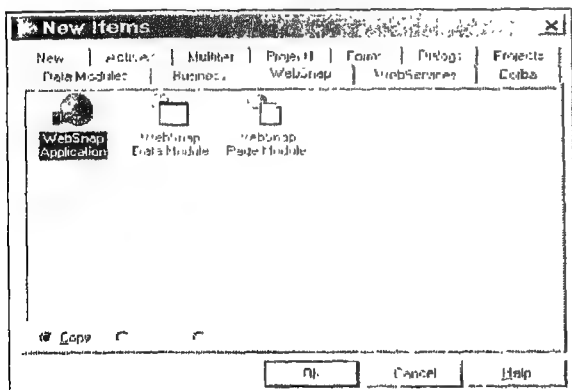 New Items
New | ActiveX | Multitier | Project1 | Forms | Dialogs | Projects
Data Modules | Business | WebSnap | WebServices | Corba
WebSnap Application
WebSnap Data Module
WebSnap Page Module
Copy
OK Cancel Help